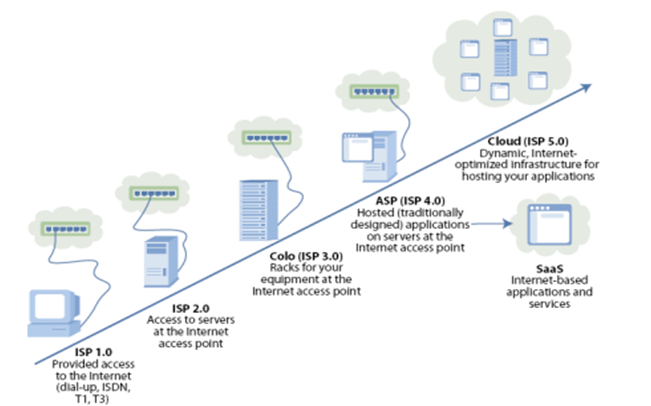 ISP 1.0
Provided access
to the Internet
(dial-up, ISDN,
T1, T3)
ISP 2.0
Access to servers
at the Internet
access point
Colo (ISP 3.0)
Racks for your
equipment at the
Internet access point
ASP (ISP 4.0)
Hosted (traditionally
designed) applications
on servers at the
Internet access point
SaaS
Internet-based
applications and
services
Cloud (ISP 5.0)
Dynamic, Internet-
optimized infrastructure for
hosting your applications